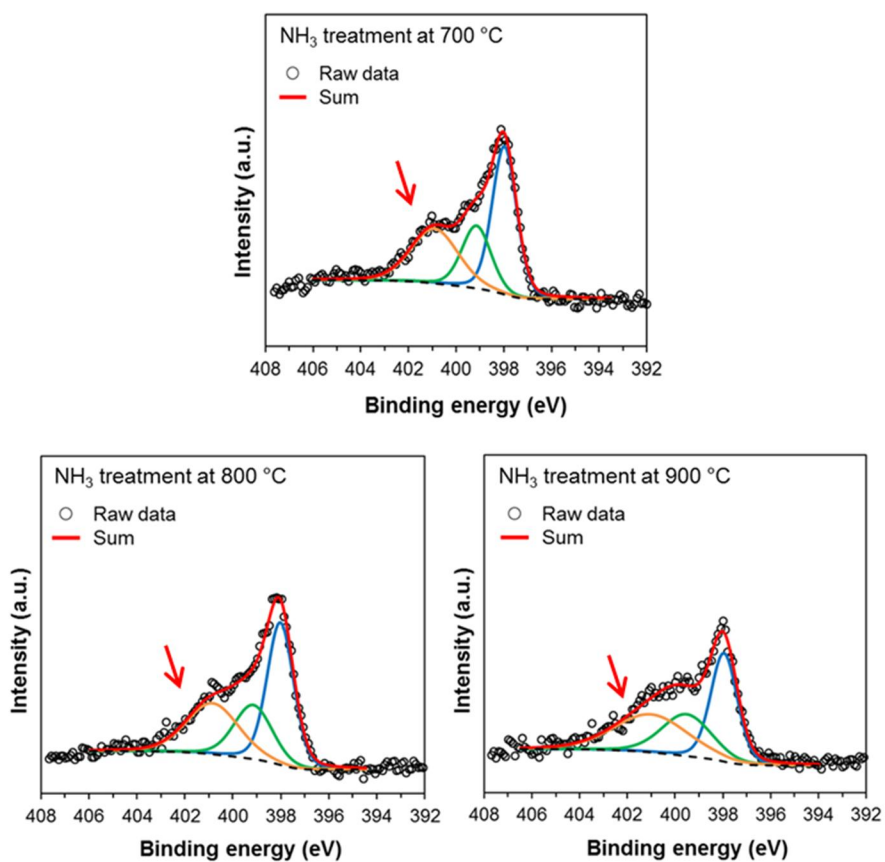 NH₃ treatment at 700 °C
Raw data
Sum
Intensity (a.u.)
408 406 404 402 400 398 396 394 392
Binding energy (eV)
NH₃ treatment at 800 °C
Raw data
Sum
Intensity (a.u.)
408 406 404 402 400 398 396 394 392
Binding energy (eV)
NH₃ treatment at 900 °C
Raw data
Sum
Intensity (a.u.)
408 406 404 402 400 398 396 394 392
Binding energy (eV)